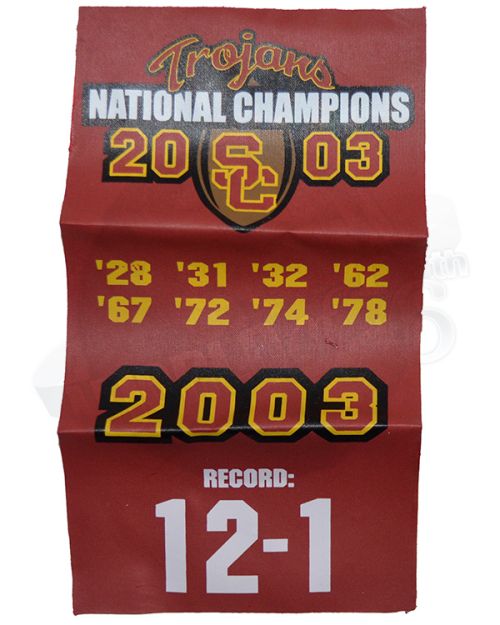 Trojans
NATIONAL CHAMPIONS
20 SC 03
'28 '31 '32 '62
'67 '72 '74 '78
2003
RECORD:
12-1